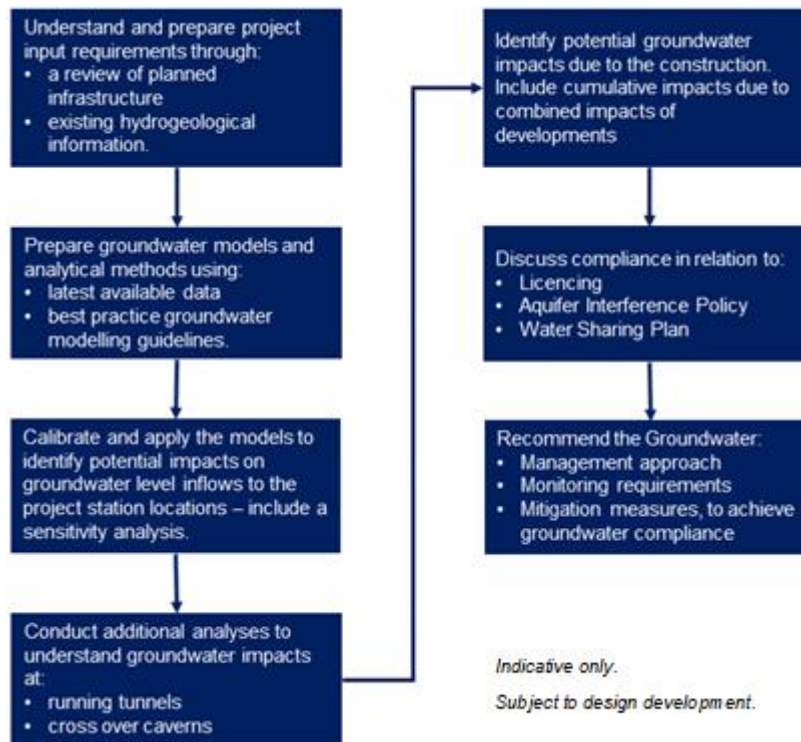 Understand and prepare project
input requirements through:
• a review of planned
infrastructure
• existing hydrogeological
information.
Prepare groundwater models and
analytical methods using:
• latest available data
• best practice groundwater
modelling guidelines.
Calibrate and apply the models to
identify potential impacts on
groundwater level inflows to the
project station locations – include a
sensitivity analysis.
Conduct additional analyses to
understand groundwater impacts
at:
• running tunnels
• cross over caverns
Identify potential groundwater
impacts due to the construction.
Include cumulative impacts due to
combined impacts of
developments
Discuss compliance in relation to:
• Licencing
• Aquifer Interference Policy
• Water Sharing Plan
Recommend the Groundwater:
• Management approach
• Monitoring requirements
• Mitigation measures, to achieve
groundwater compliance
Indicative only.
Subject to design development.